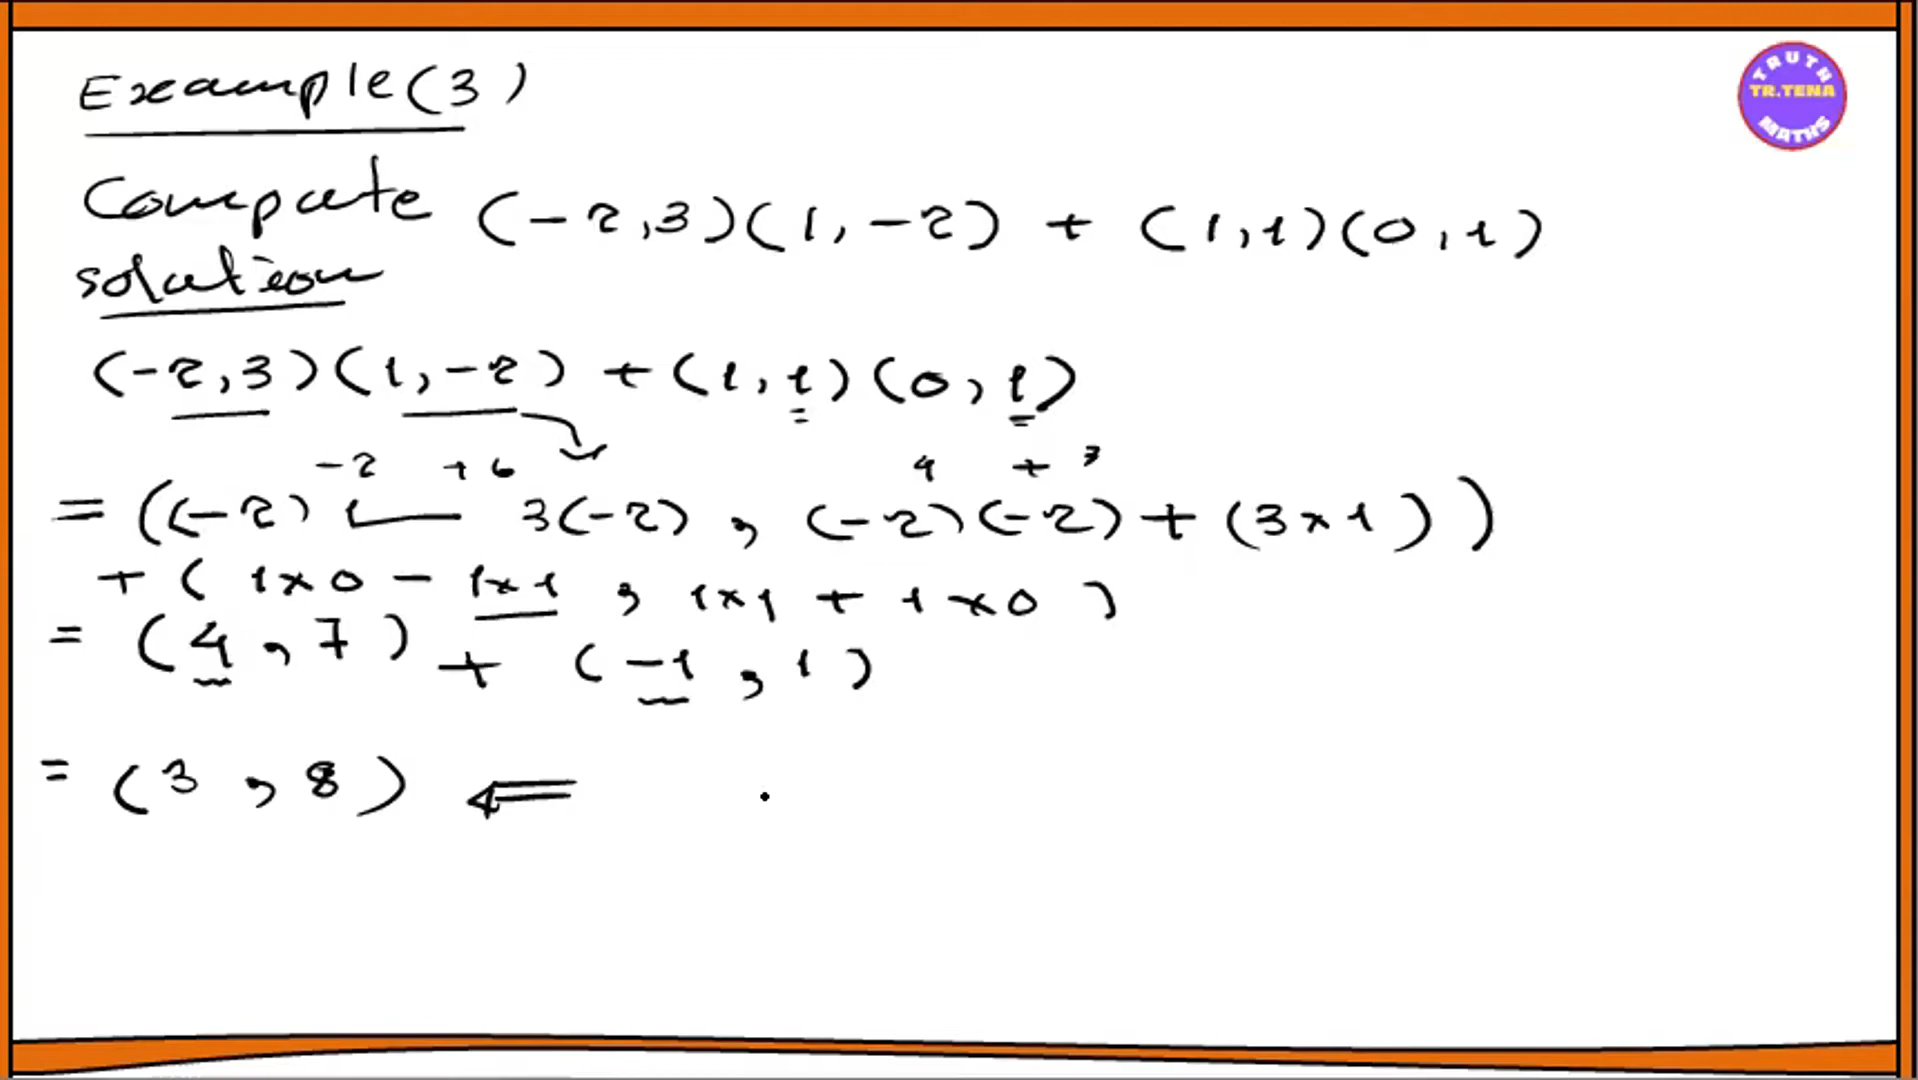 Example (3)
TRUTH
TR.TENA
MATHS
Compute (-2,3)(1,-2) + (1,1)(0,1)
solution
(-2,3)(1,-2) + (1,1)(0,1)
-2 +6 4 + 3
= ((-2) - 3(-2), (-2)(-2) + (3×1))
+ (1×0 - 1×1, 1×1 + 1×0)
= (4,7) + (-1,1)
= (3,8)